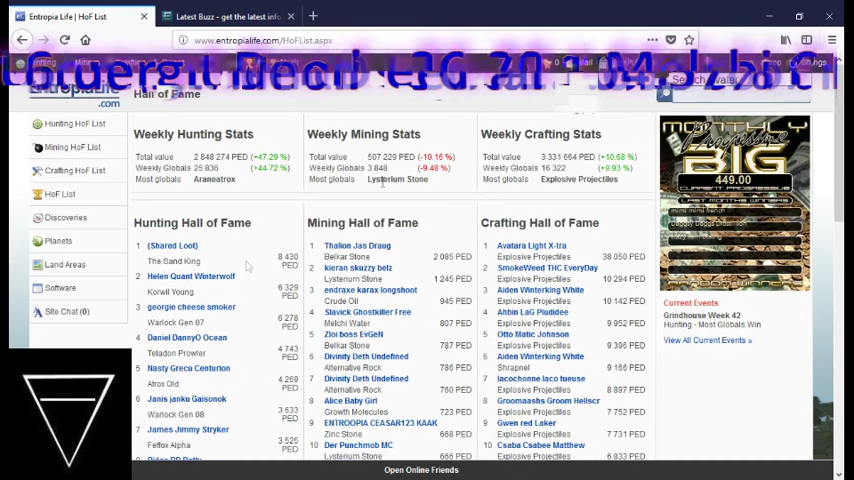 Entropia Life | HoF List
Latest Buzz - get the latest info
www.entropialife.com/HofList.aspx
Hall of Fame
EntropiaLife
.com
Hunting HoF List
Mining HoF List
Crafting HoF List
HoF List
Discoveries
Planets
Land Areas
Software
Site Chat (0)
Weekly Hunting Stats
Total value 2 848 274 PED (+47.29 %)
Weekly Globals 25 836 (+44.72 %)
Most globals Araneatrox
Weekly Mining Stats
Total value 507 229 PED (-10.16 %)
Weekly Globals 3 848 (-9.48 %)
Most globals Lysterium Stone
Weekly Crafting Stats
Total value 3 331 664 PED (+10.68 %)
Weekly Globals 16 322 (+9.93 %)
Most globals Explosive Projectiles
Hunting Hall of Fame
1 (Shared Loot)
The Sand King 8 430 PED
2 Helen Quant Winterwolf
Korwil Young 6 329 PED
3 georgie cheese smoker
Warlock Gen 07 6 278 PED
4 Daniel DannyO Ocean
Teladon Prowler 4 743 PED
5 Nasty Grecu Centurion
Atrox Old 4 269 PED
6 Janis janku Gaisonok
Warlock Gen 08 3 633 PED
7 James Jimmy Stryker
Feffox Alpha 3 525 PED
Mining Hall of Fame
1 Thalion Jas Draug
Belkar Stone 2 085 PED
2 kieran skuzzy belz
Lysterium Stone 1 245 PED
3 endraxe karax longshoot
Crude Oil 945 PED
4 Slavick Ghostkiller Free
Melchi Water 807 PED
5 Zloi boss EvGeN
Belkar Stone 787 PED
6 Divinity Deth Undefined
Alternative Rock 786 PED
7 Divinity Deth Undefined
Alternative Rock 760 PED
8 Alice Baby Girl
Growth Molecules 723 PED
9 ENTROOPIA CEASAR123 KAAK
Zinc Stone 668 PED
10 Der Punchmob MC
Lysterium Stone 666 PED
Crafting Hall of Fame
1 Avatara Light X-tra
Explosive Projectiles 38 050 PED
2 SmokeWeed THC EveryDay
Explosive Projectiles 10 294 PED
3 Aiden Winterking White
Explosive Projectiles 10 142 PED
4 Ahbin LaG Pludidee
Explosive Projectiles 9 952 PED
5 Otto Matic Johnson
Explosive Projectiles 9 396 PED
6 Aiden Winterking White
Shrapnel 9 166 PED
7 Iacochonne laco tueuse
Explosive Projectiles 8 897 PED
8 Groomaashs Groom Hellscr
Explosive Projectiles 7 752 PED
9 Gwen red Laker
Explosive Projectiles 7 731 PED
10 Csaba Csabee Matthew
Explosive Projectiles 6 833 PED
MONTHLY
Progressive
BIG
449.00
CURRENT PROGRESSIVE
LAST MONTHS WINNERS
Current Events
Grindhouse Week 42
Hunting - Most Globals Win
View All Current Events »
Open Online Friends